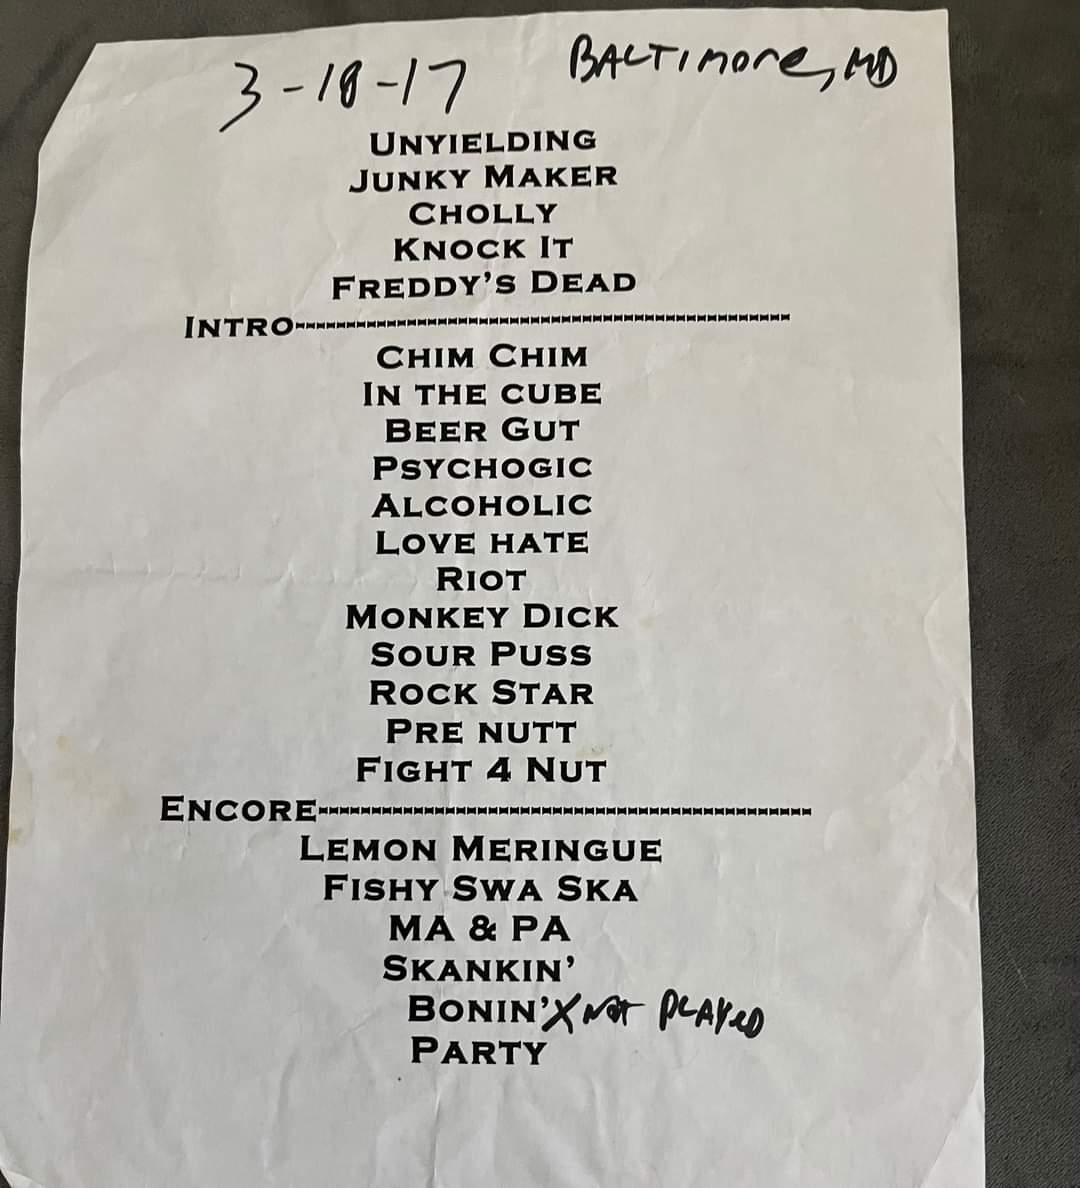 3-18-17 BALTIMORE, MD
UNYIELDING
JUNKY MAKER
CHOLLY
KNOCK IT
FREDDY'S DEAD
INTRO----------------------------------------
CHIM CHIM
IN THE CUBE
BEER GUT
PSYCHOGIC
ALCOHOLIC
LOVE HATE
RIOT
MONKEY DICK
SOUR PUSS
ROCK STAR
PRE NUTT
FIGHT 4 NUT
ENCORE----------------------------------------
LEMON MERINGUE
FISHY SWA SKA
MA & PA
SKANKIN'
BONIN' X NOT PLAYED
PARTY